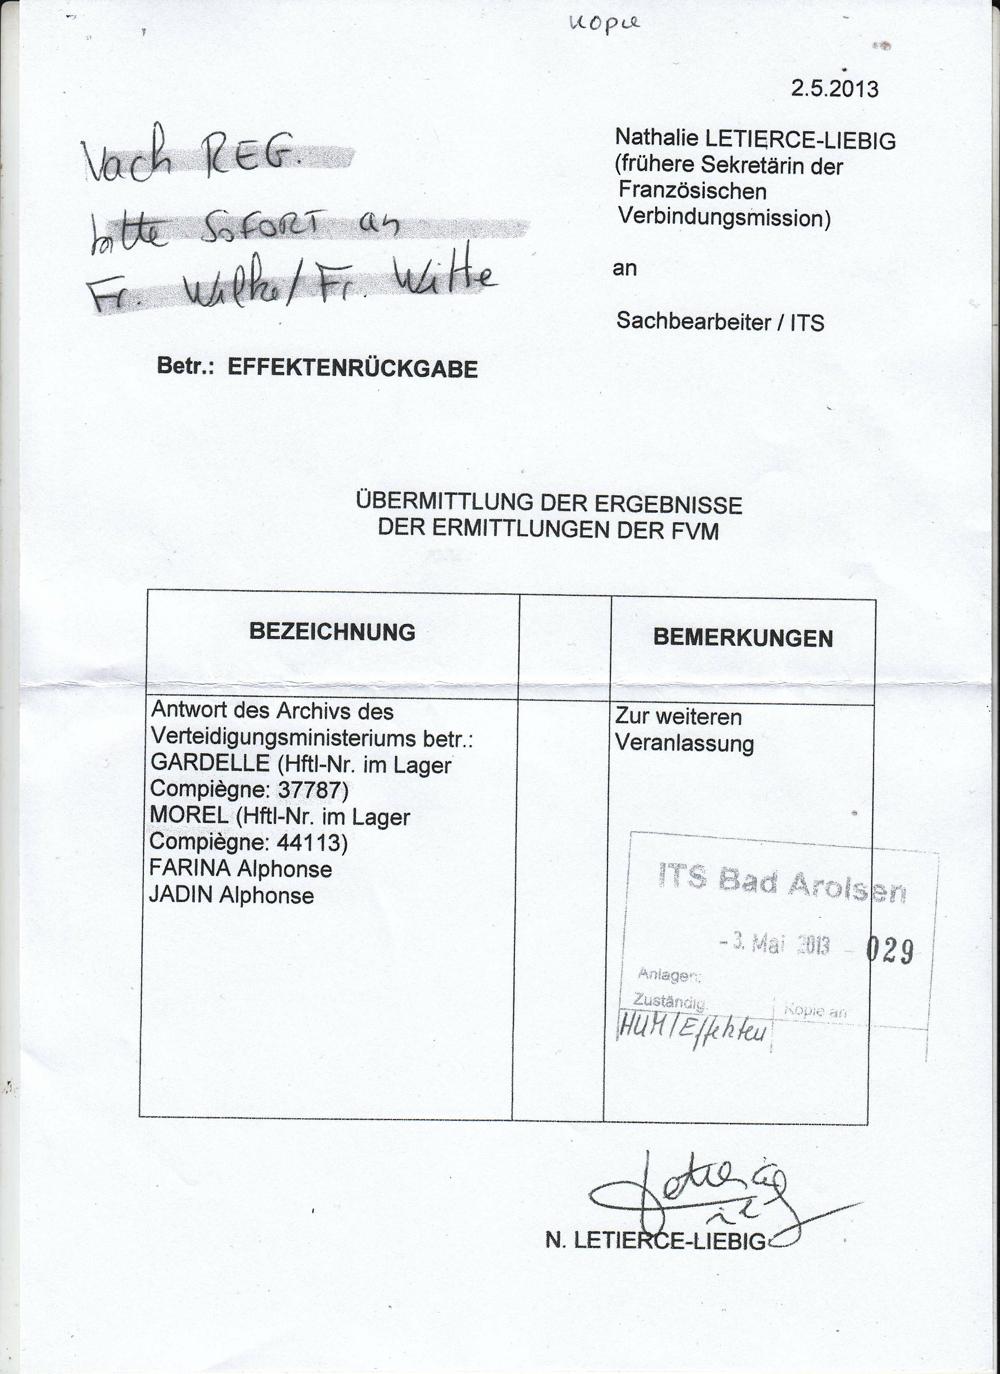 Kopie
2.5.2013
Nach REG.
bitte SOFORT an
Fr. Wilke/Fr. Witte
Nathalie LETIERCE-LIEBIG
(frühere Sekretärin der
Französischen
Verbindungsmission)
an
Sachbearbeiter / ITS
Betr.: EFFEKTENRÜCKGABE
ÜBERMITTLUNG DER ERGEBNISSE
DER ERMITTLUNGEN DER FVM
BEZEICHNUNG
BEMERKUNGEN
Antwort des Archivs des
Verteidigungsministeriums betr.:
GARDELLE (Hftl-Nr. im Lager
Compiègne: 37787)
MOREL (Hftl-Nr. im Lager
Compiègne: 44113)
FARINA Alphonse
JADIN Alphonse
Zur weiteren
Veranlassung
ITS Bad Arolsen
-3. Mai 2013 - 029
Anlagen:
Zuständig
Kopie an
HUM/Effekten
N. LETIERCE-LIEBIG